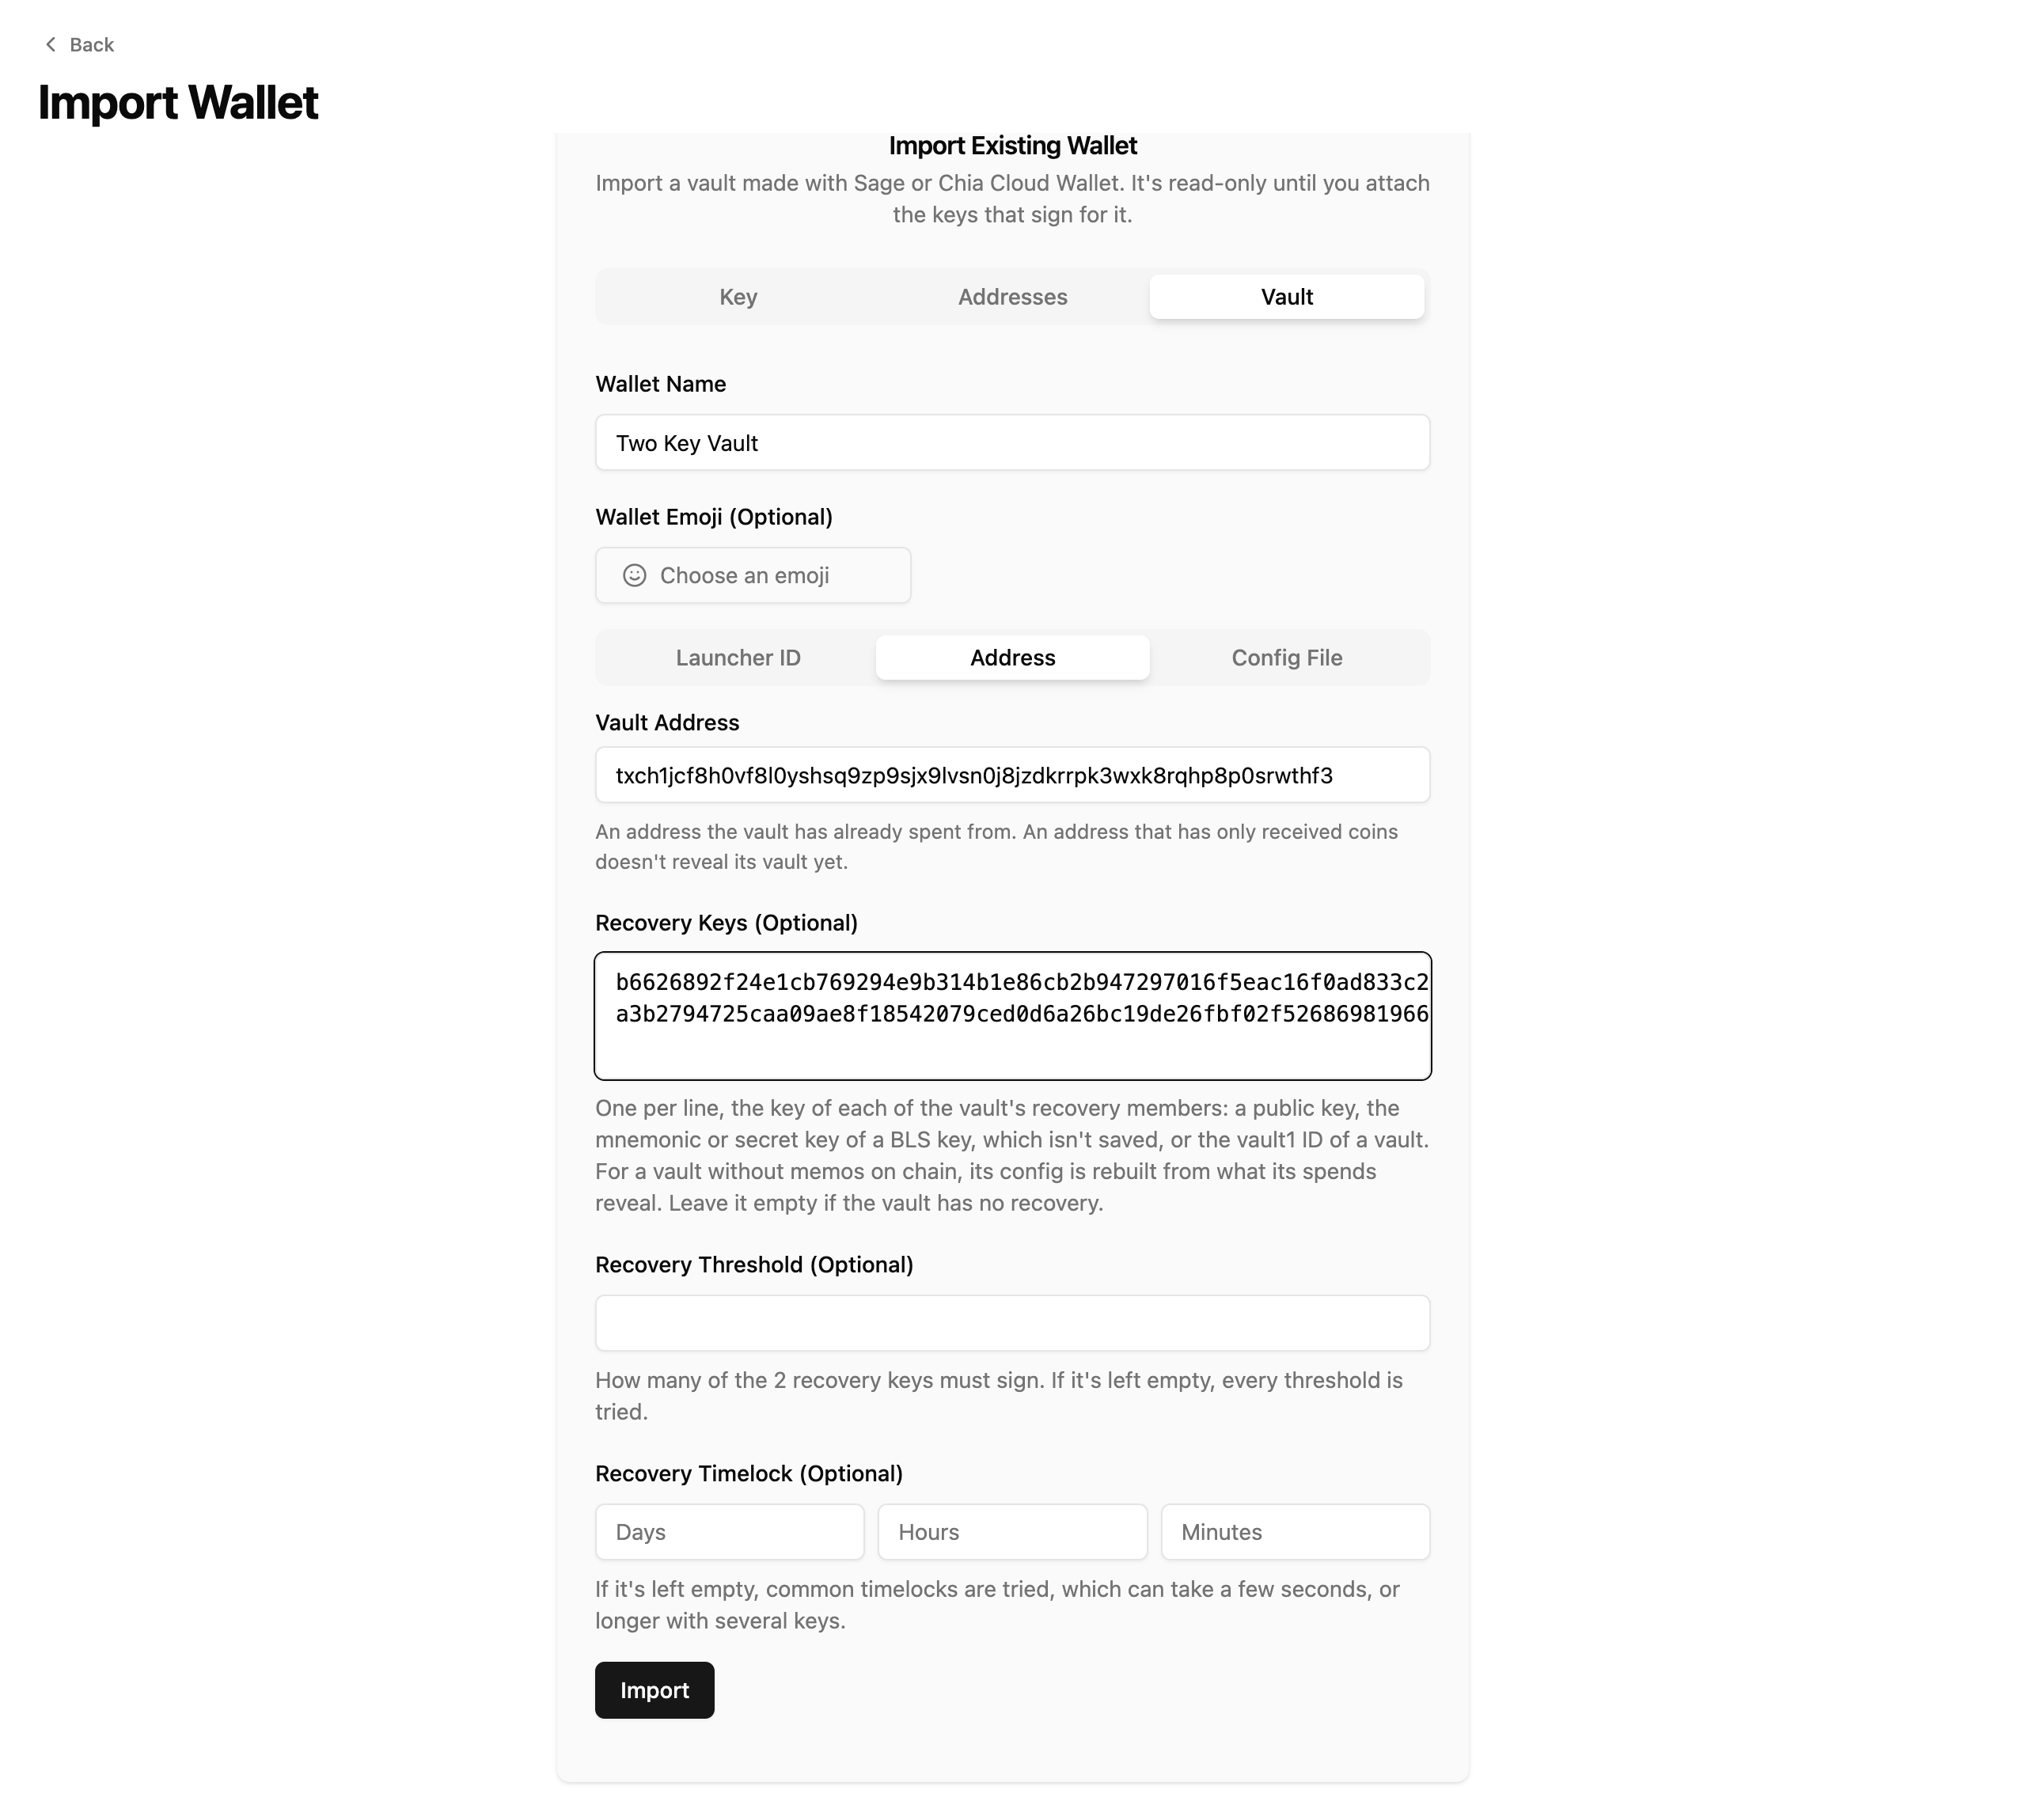 Back
Import Wallet
Import Existing Wallet
Import a vault made with Sage or Chia Cloud Wallet. It's read-only until you attach
the keys that sign for it.
Key
Addresses
Vault
Wallet Name
Two Key Vault
Wallet Emoji (Optional)
Choose an emoji
Launcher ID
Address
Config File
Vault Address
txch1jcf8h0vf8l0yshsq9zp9sjx9lvsn0j8jzdkrrpk3wxk8rqhp8p0srwthf3
An address the vault has already spent from. An address that has only received coins
doesn't reveal its vault yet.
Recovery Keys (Optional)
b6626892f24e1cb769294e9b314b1e86cb2b947297016f5eac16f0ad833c2
a3b2794725caa09ae8f18542079ced0d6a26bc19de26fbf02f52686981966
One per line, the key of each of the vault's recovery members: a public key, the
mnemonic or secret key of a BLS key, which isn't saved, or the vault1 ID of a vault.
For a vault without memos on chain, its config is rebuilt from what its spends
reveal. Leave it empty if the vault has no recovery.
Recovery Threshold (Optional)
How many of the 2 recovery keys must sign. If it's left empty, every threshold is
tried.
Recovery Timelock (Optional)
Days
Hours
Minutes
If it's left empty, common timelocks are tried, which can take a few seconds, or
longer with several keys.
Import